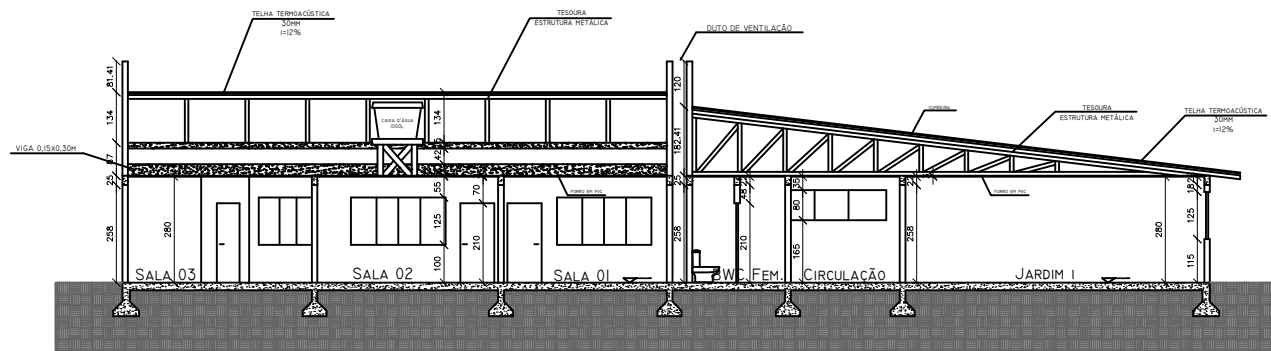 TELHA TERMOACÚSTICA
30MM
i=12%
TESOURA
ESTRUTURA METÁLICA
DUTO DE VENTILAÇÃO
81.41
134
25
258
280
VIGA 0,15x0,30M
CAIXA D'ÁGUA
1000L
134
42
55
125
100
70
210
FORRO EM PVC
120
182.41
25
258
48
210
35
80
165
CUMEEIRA
TESOURA
ESTRUTURA METÁLICA
TELHA TERMOACÚSTICA
30MM
i=12%
FORRO EM PVC
22
258
280
18
125
115
SALA 03
SALA 02
SALA 01
BWC FEM.
CIRCULAÇÃO
JARDIM I